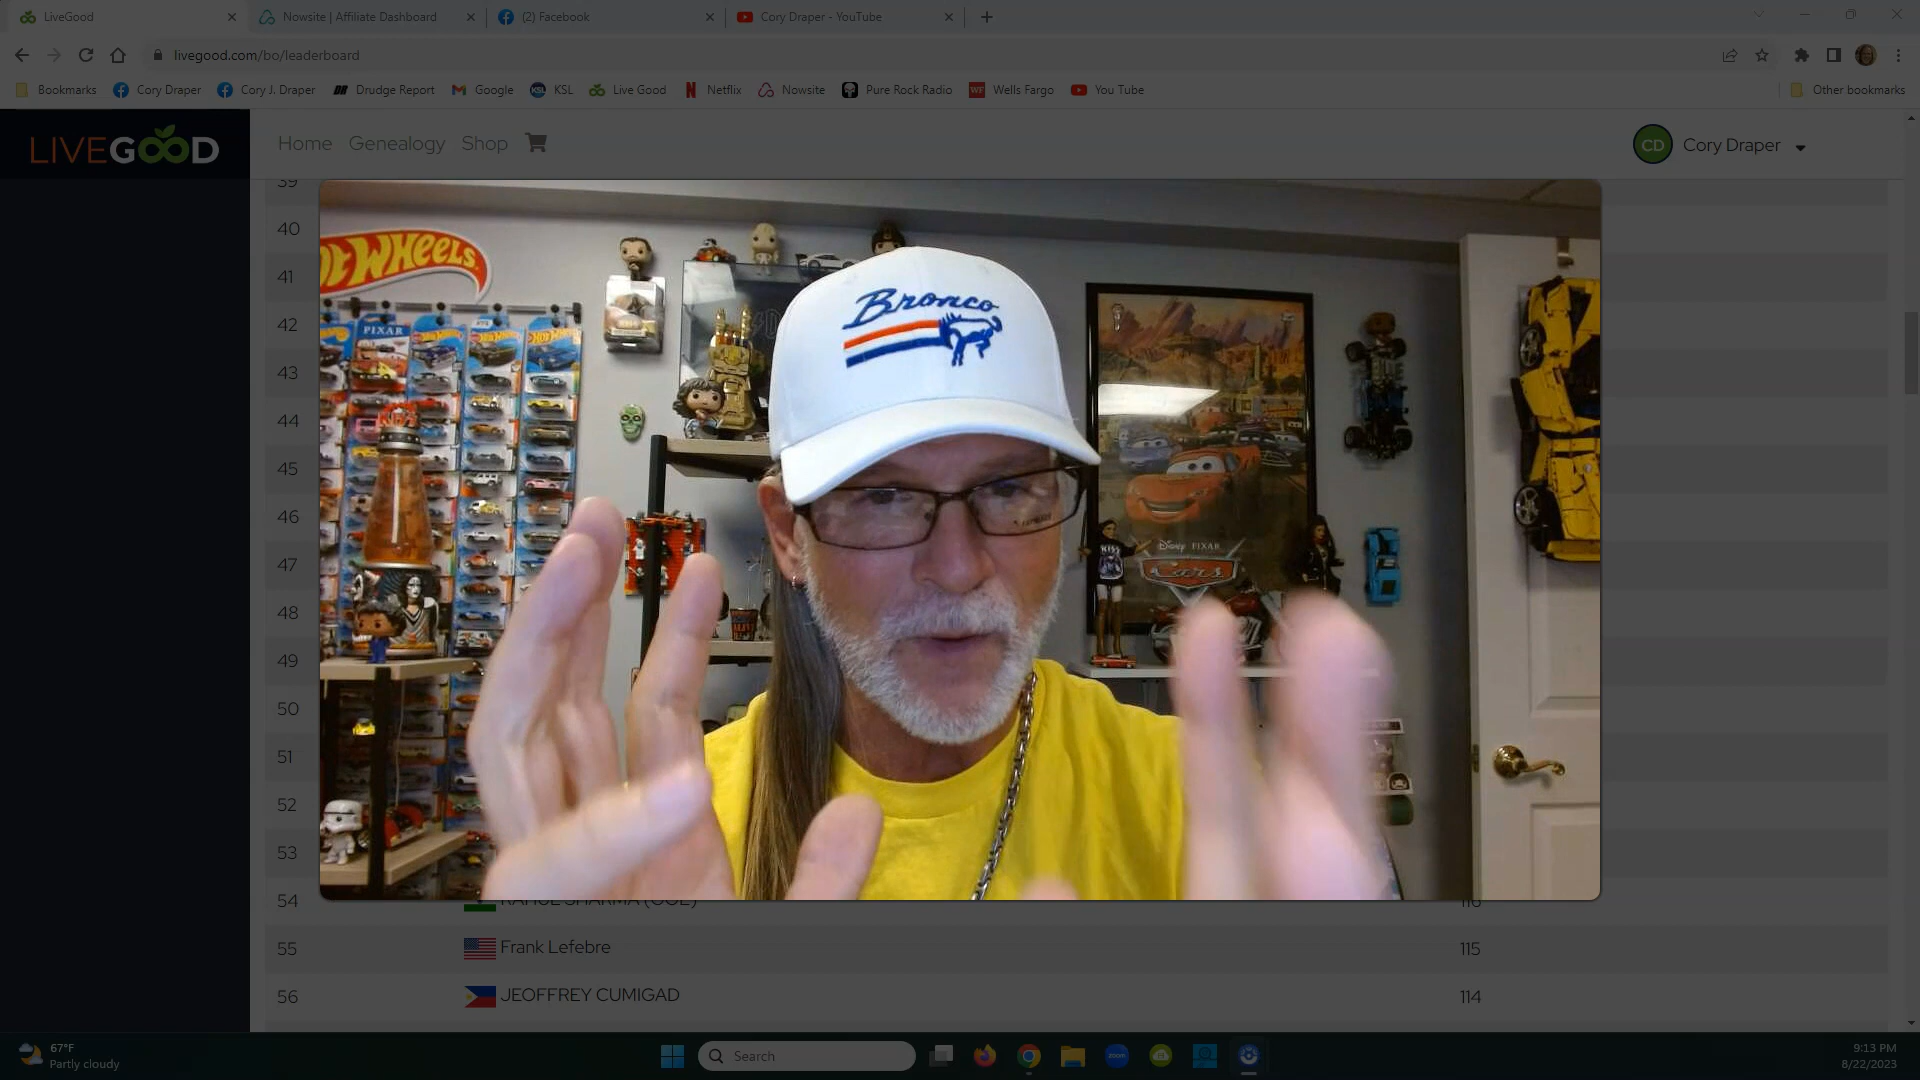 LiveGood
Nowsite | Affiliate Dashboard
(2) Facebook
Cory Draper - YouTube
livegood.com/bo/leaderboard
Bookmarks
Cory Draper
Cory J. Draper
Drudge Report
Google
KSL
Live Good
Netflix
Nowsite
Pure Rock Radio
Wells Fargo
You Tube
Other bookmarks
LIVEGOOD
Home
Genealogy
Shop
CD
Cory Draper
39
40
41
42
43
44
45
46
47
48
49
50
51
52
53
54
116
55
Frank Lefebre
115
56
JEOFFREY CUMIGAD
114
WHEELS
PIXAR
Bronco
KISS
DISNEY PIXAR
Cars
67°F
Partly cloudy
Search
zoom
9:13 PM
8/22/2023